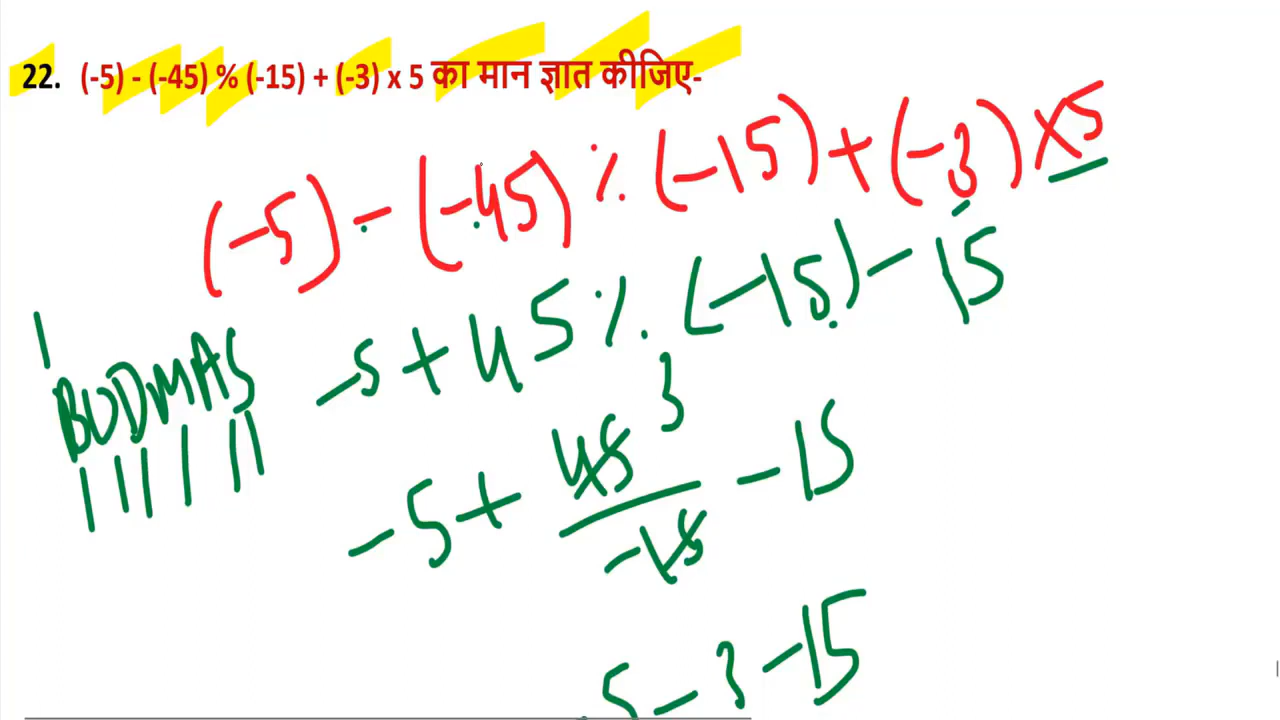 22. (-5) - (-45) % (-15) + (-3) x 5 का मान ज्ञात कीजिए-
(-5) - (-45) % (-15) + (-3) x5
-5 + 45 % (-15) - 15
BODMAS
3
-5 + 45/-15 - 15
-5 - 3 - 15